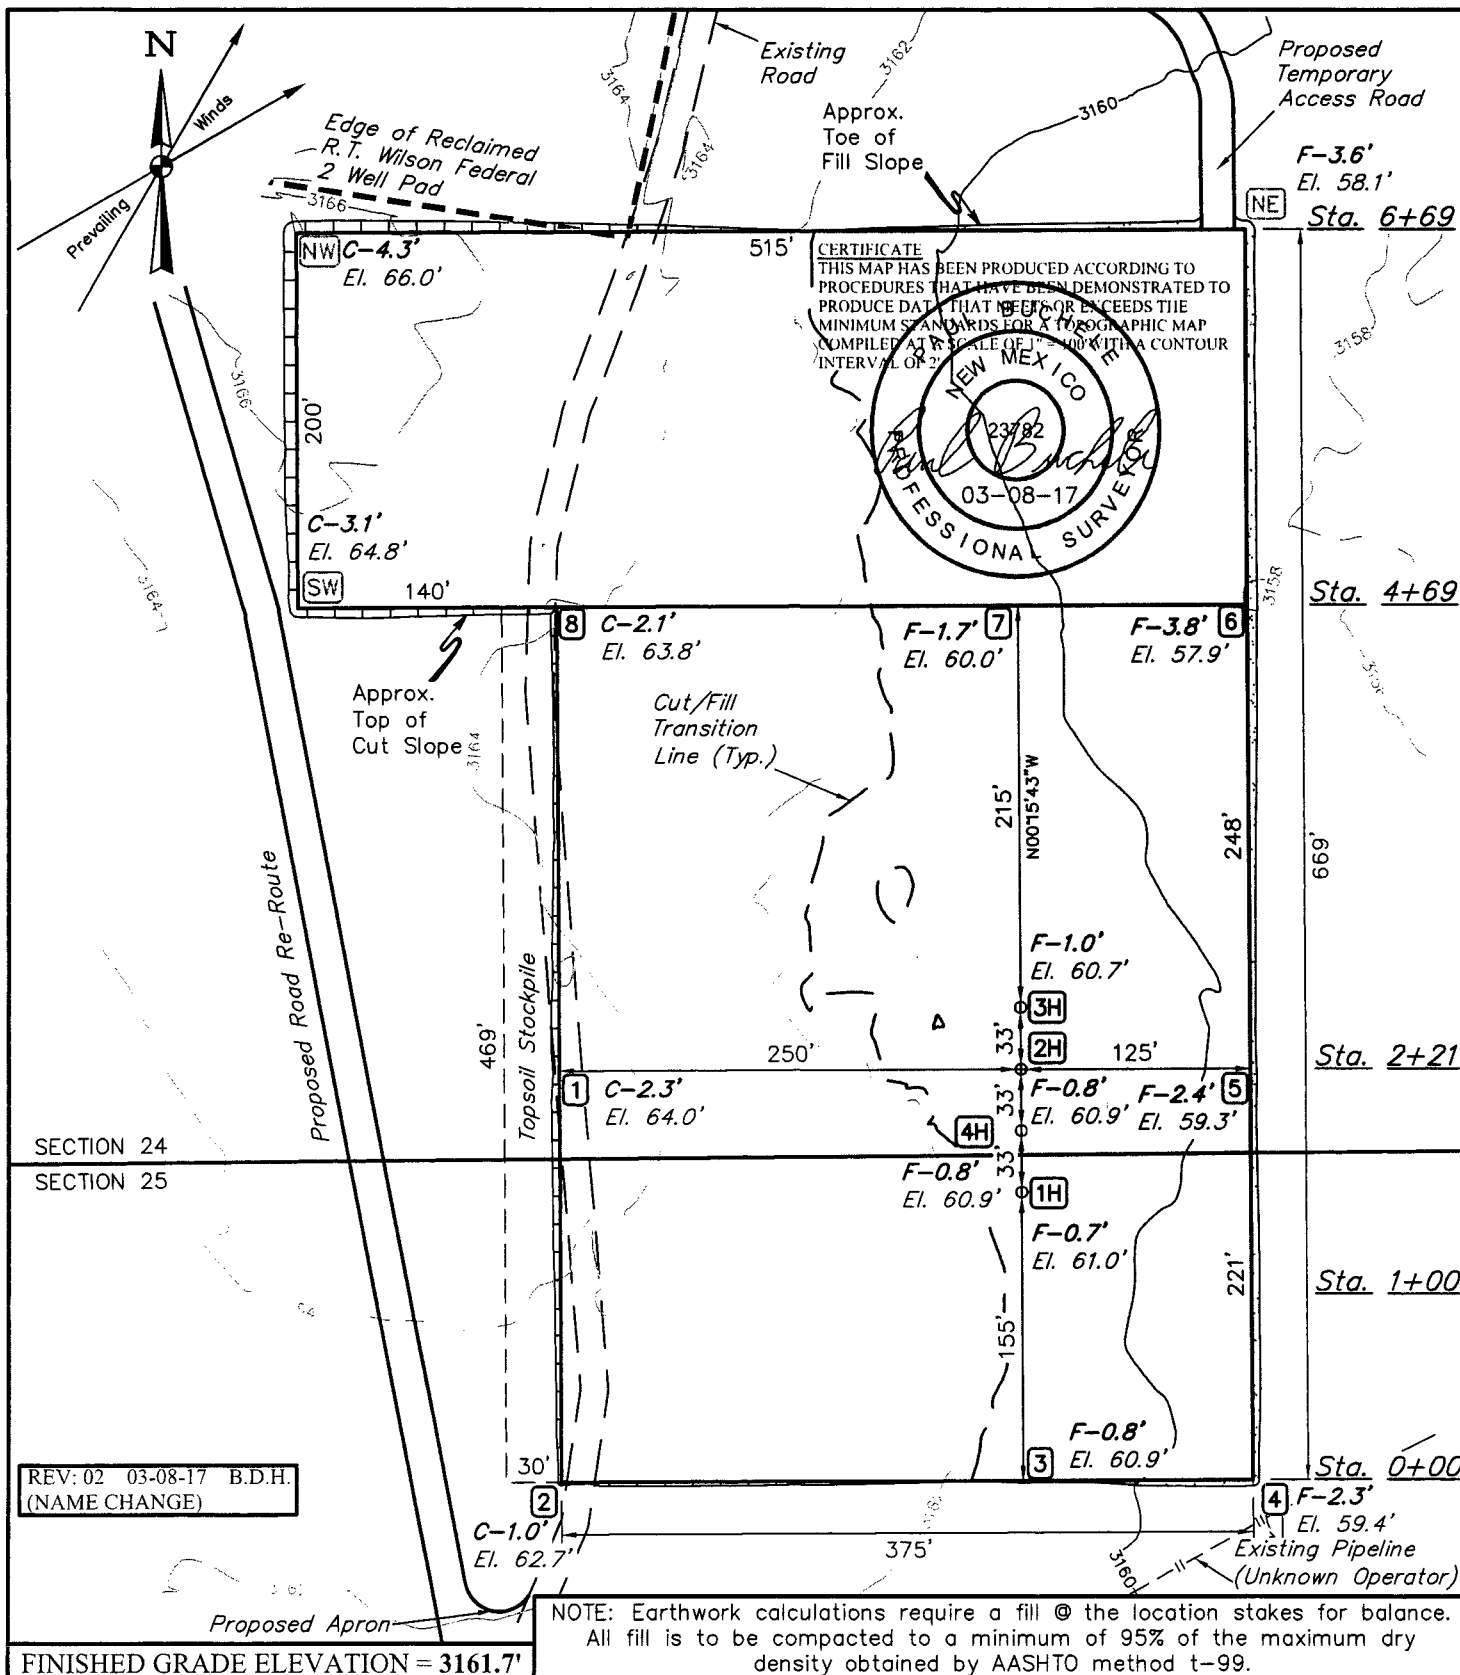 N
Winds
Prevailing
Edge of Reclaimed
R.T. Wilson Federal
2 Well Pad
3166
3164
3164
Existing
Road
3162
Approx.
Toe of
Fill Slope
3160
Proposed
Temporary
Access Road
F-3.6'
El. 58.1'
NE
Sta. 6+69
NW
C-4.3'
El. 66.0'
515'
CERTIFICATE
THIS MAP HAS BEEN PRODUCED ACCORDING TO
PROCEDURES THAT HAVE BEEN DEMONSTRATED TO
PRODUCE DATA THAT MEETS OR EXCEEDS THE
MINIMUM STANDARDS FOR A TOPOGRAPHIC MAP
COMPILED AT A SCALE OF 1" = 100' WITH A CONTOUR
INTERVAL OF 2'
PAUL BUCHELE
NEW MEXICO
23782
03-08-17
PROFESSIONAL SURVEYOR
3158
3166
200'
C-3.1'
El. 64.8'
SW
140'
3164
3158
Sta. 4+69
8
C-2.1'
El. 63.8'
F-1.7'
7
El. 60.0'
F-3.8'
6
El. 57.9'
Approx.
Top of
Cut Slope
3164
Cut/Fill
Transition
Line (Typ.)
215'
N00°15'43"W
248'
669'
Proposed Road Re-Route
469'
Topsoil Stockpile
F-1.0'
El. 60.7'
3H
33'
2H
250'
125'
Sta. 2+21
1
C-2.3'
El. 64.0'
33'
F-0.8'
El. 60.9'
F-2.4'
5
El. 59.3'
4H
SECTION 24
SECTION 25
F-0.8'
El. 60.9'
33'
1H
F-0.7'
El. 61.0'
221'
Sta. 1+00
155'
F-0.8'
3
El. 60.9'
Sta. 0+00
REV: 02 03-08-17 B.D.H.
(NAME CHANGE)
30'
2
C-1.0'
El. 62.7'
375'
4
F-2.3'
El. 59.4'
3160
Existing Pipeline
(Unknown Operator)
Proposed Apron
FINISHED GRADE ELEVATION = 3161.7'
NOTE: Earthwork calculations require a fill @ the location stakes for balance.
All fill is to be compacted to a minimum of 95% of the maximum dry
density obtained by AASHTO method t-99.